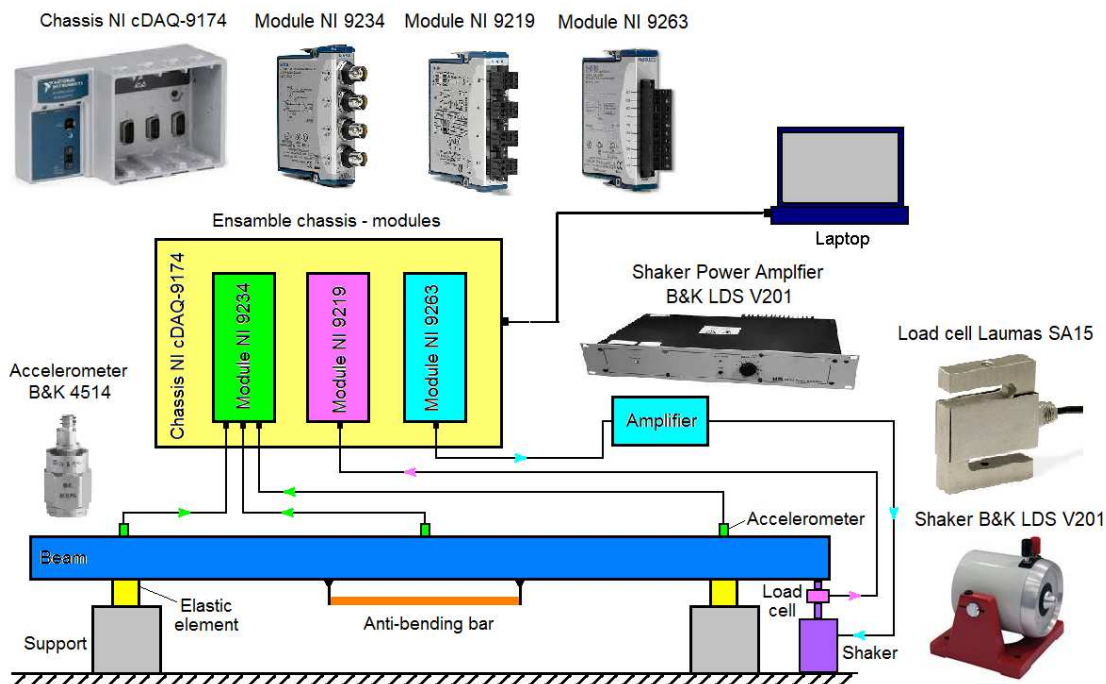 Chassis NI cDAQ-9174
Module NI 9234
Module NI 9219
Module NI 9263
Ensamble chassis - modules
Laptop
Chassis NI cDAQ-9174
Module NI 9234
Module NI 9219
Module NI 9263
Shaker Power Amplfier
B&K LDS V201
Load cell Laumas SA15
Accelerometer
B&K 4514
Amplifier
Accelerometer
Shaker B&K LDS V201
Beam
Elastic
element
Anti-bending bar
Load
cell
Support
Shaker